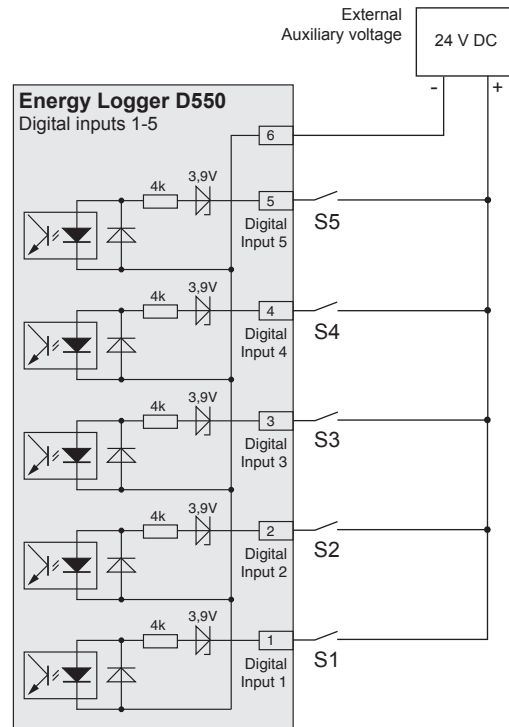 External
Auxiliary voltage
24 V DC
- +
Energy Logger D550
Digital inputs 1-5
6
4k 3,9V
5
Digital
Input 5
S5
4k 3,9V
4
Digital
Input 4
S4
4k 3,9V
3
Digital
Input 3
S3
4k 3,9V
2
Digital
Input 2
S2
4k 3,9V
1
Digital
Input 1
S1